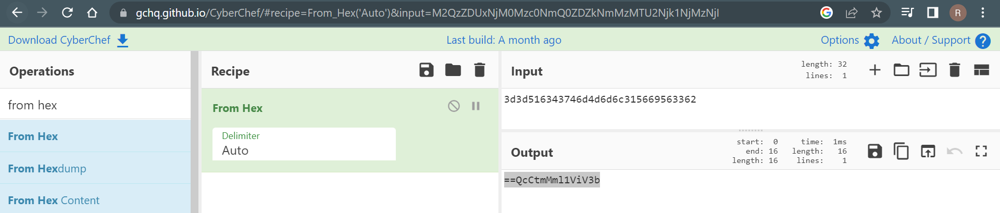 gchq.github.io/CyberChef/#recipe=From_Hex('Auto')&input=M2QzZDUxNjM0Mzc0NmQ0ZDZkNmMzMTU2Njk1NjMzNjI
R
Download CyberChef
Last build: A month ago
Options
About / Support
Operations
Recipe
Input
length: 32
lines: 1
from hex
From Hex
3d3d516343746d4d6d6c315669563362
From Hex
Delimiter
Auto
From Hexdump
Output
start: 0 time: 1ms
end: 16 length: 16
length: 16 lines: 1
==QcCtmMml1ViV3b
From Hex Content